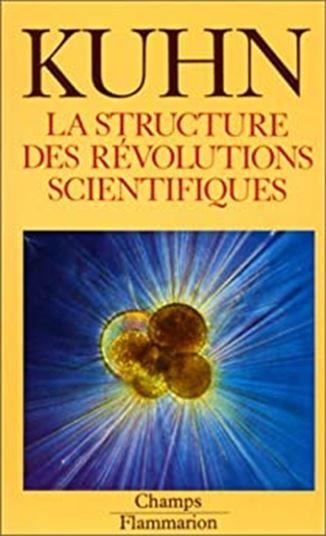 KUHN
LA STRUCTURE
DES RÉVOLUTIONS
SCIENTIFIQUES
Champs
Flammarion